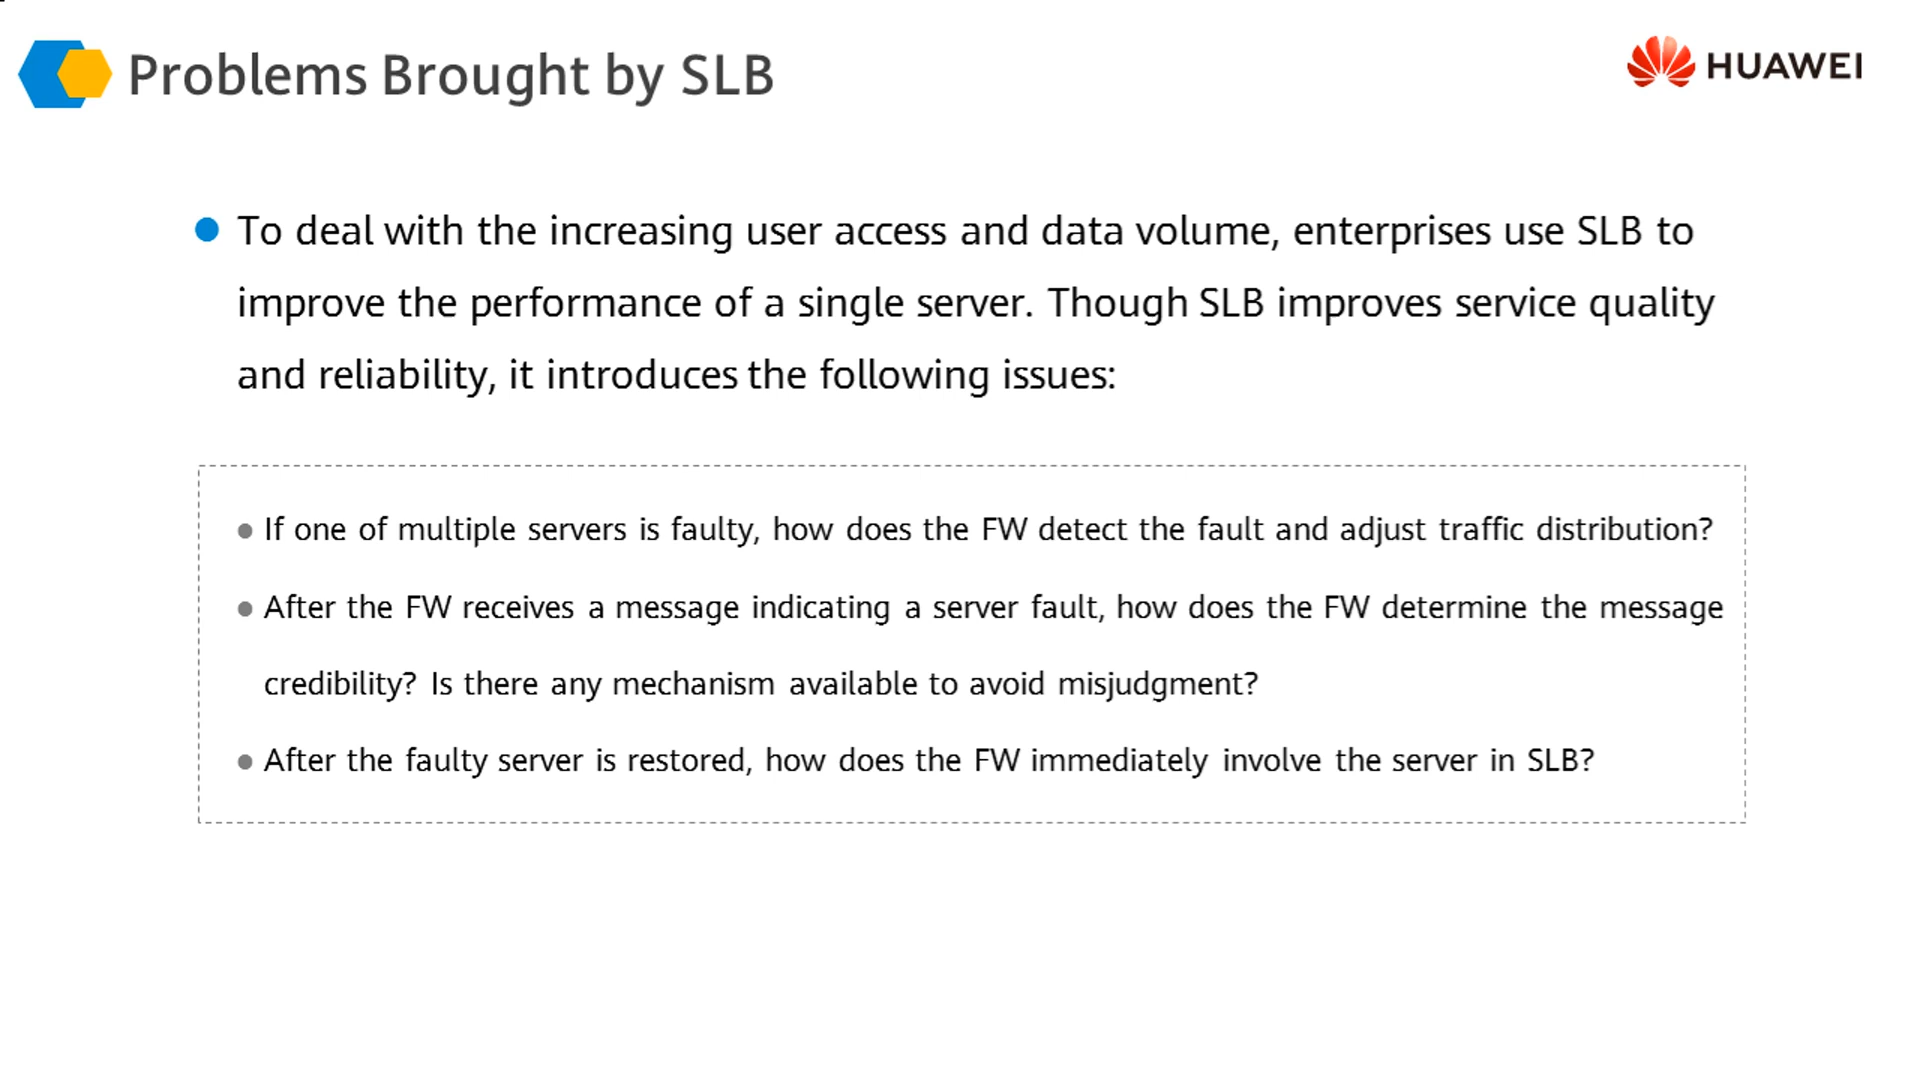 Problems Brought by SLB
HUAWEI
To deal with the increasing user access and data volume, enterprises use SLB to
improve the performance of a single server. Though SLB improves service quality
and reliability, it introduces the following issues:
If one of multiple servers is faulty, how does the FW detect the fault and adjust traffic distribution?
After the FW receives a message indicating a server fault, how does the FW determine the message
credibility? Is there any mechanism available to avoid misjudgment?
After the faulty server is restored, how does the FW immediately involve the server in SLB?